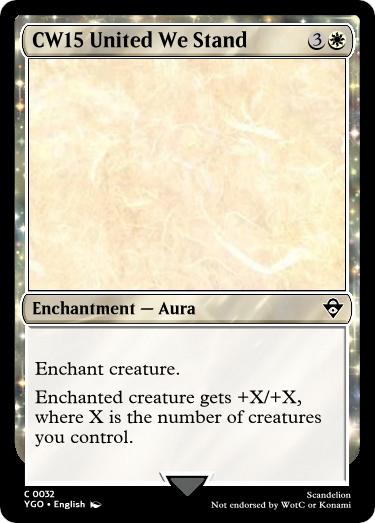 CW15 United We Stand 3
Enchantment — Aura
Enchant creature.
Enchanted creature gets +X/+X,
where X is the number of creatures
you control.
C 0032
YGO • English
Scandelion
Not endorsed by WotC or Konami